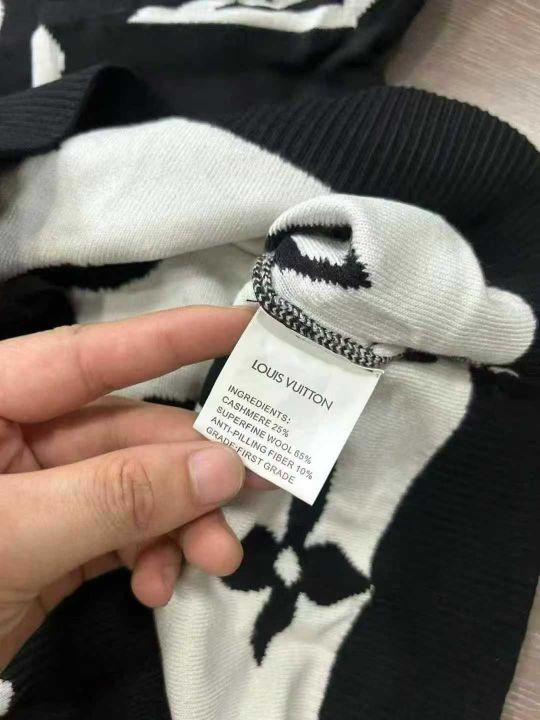 LOUIS VUITTON
INGREDIENTS:
CASHMERE 25%
SUPERFINE WOOL 65%
ANTI-PILLING FIBER 10%
GRADE:FIRST GRADE